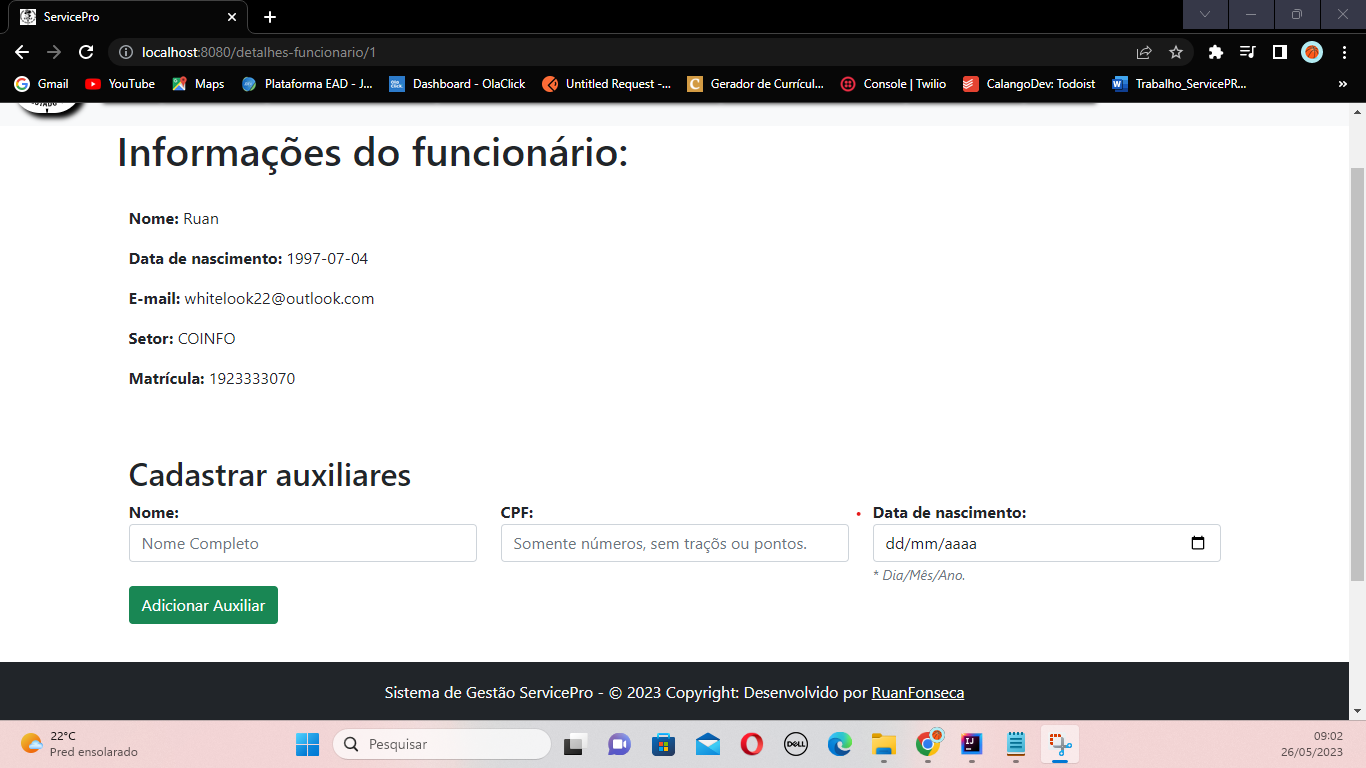 ServicePro
localhost:8080/detalhes-funcionario/1
Gmail YouTube Maps Plataforma EAD - J... Dashboard - OlaClick Untitled Request -... Gerador de Currícul... Console | Twilio CalangoDev: Todoist Trabalho_ServicePR... »
Informações do funcionário:
Nome: Ruan
Data de nascimento: 1997-07-04
E-mail: whitelook22@outlook.com
Setor: COINFO
Matrícula: 1923333070
Cadastrar auxiliares
Nome: CPF: Data de nascimento:
Nome Completo Somente números, sem traçõs ou pontos. dd/mm/aaaa
* Dia/Mês/Ano.
Adicionar Auxiliar
Sistema de Gestão ServicePro - © 2023 Copyright: Desenvolvido por RuanFonseca
22°C
Pred ensolarado
Pesquisar
DELL
09:02
26/05/2023